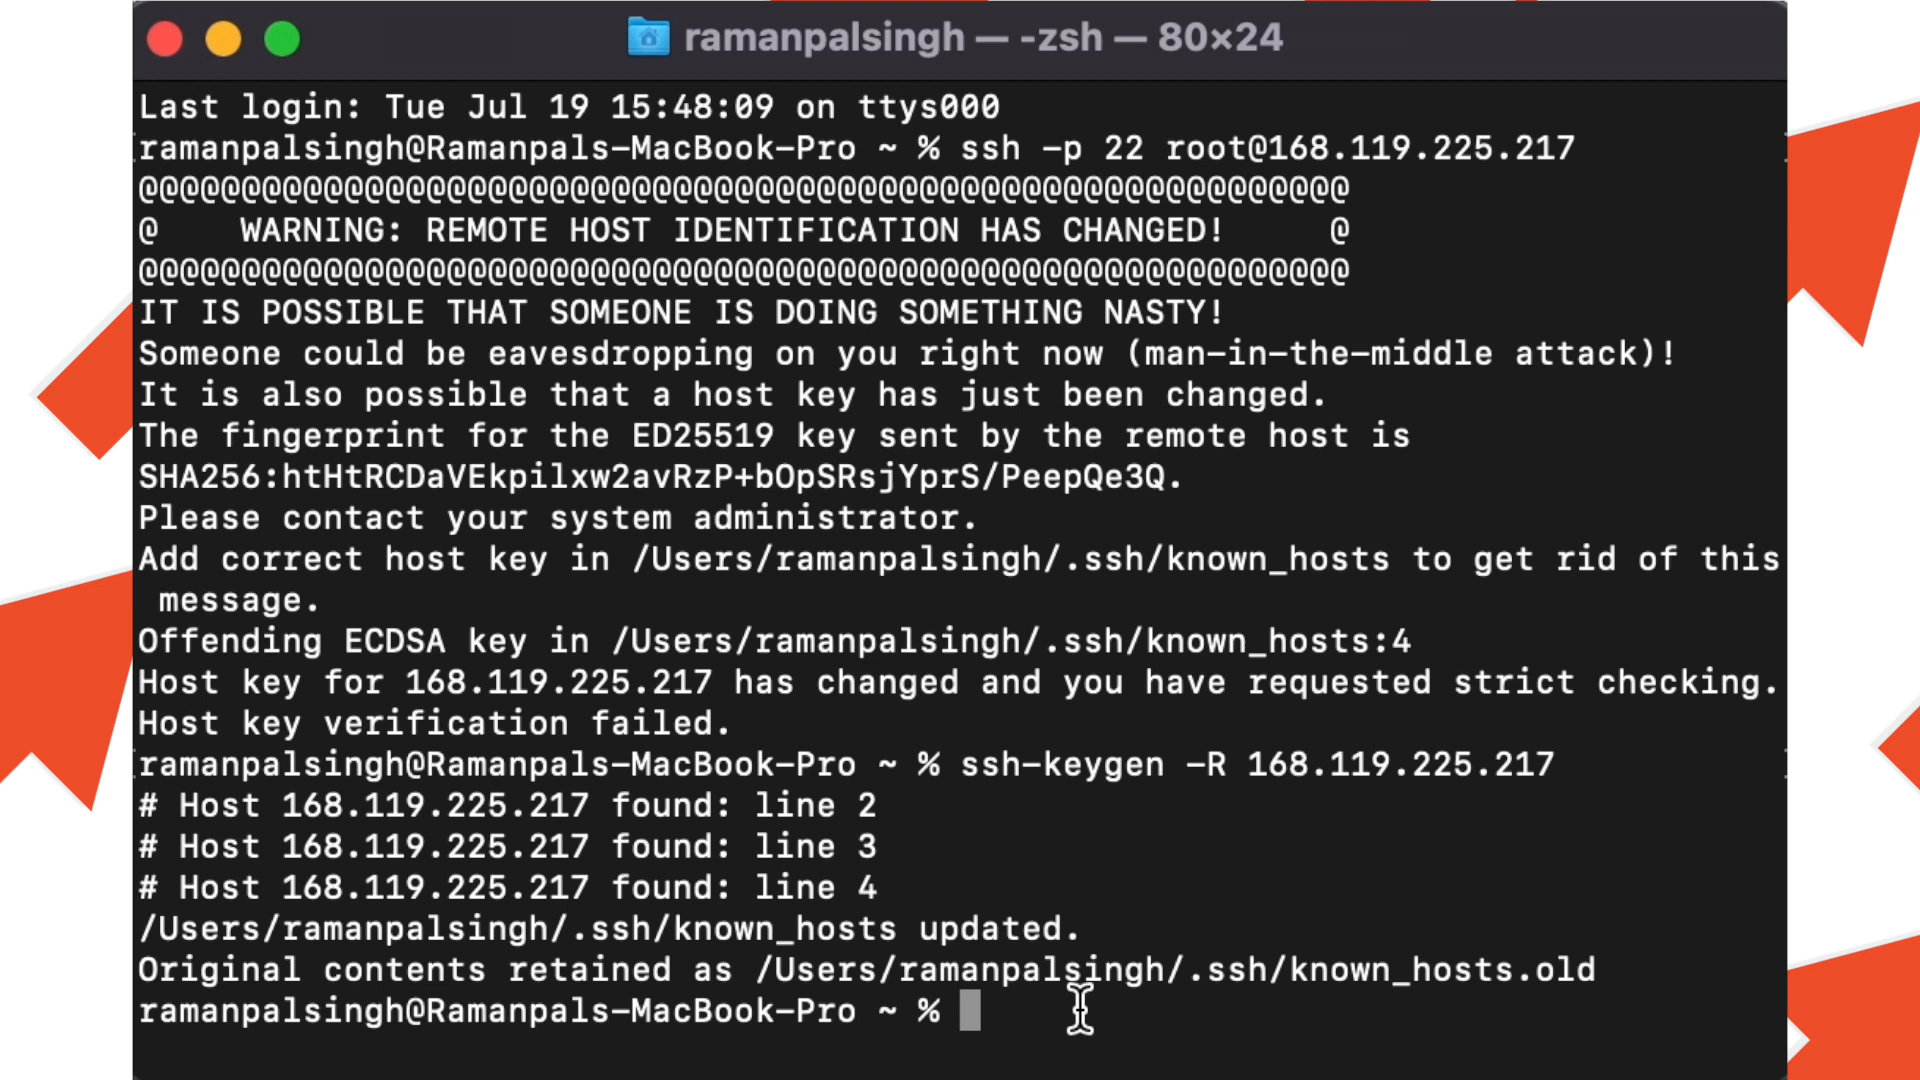 ramanpalsingh — -zsh — 80×24
Last login: Tue Jul 19 15:48:09 on ttys000
ramanpalsingh@Ramanpals-MacBook-Pro ~ % ssh -p 22 root@168.119.225.217
@@@@@@@@@@@@@@@@@@@@@@@@@@@@@@@@@@@@@@@@@@@@@@@@@@@@@@@@@@@
@    WARNING: REMOTE HOST IDENTIFICATION HAS CHANGED!     @
@@@@@@@@@@@@@@@@@@@@@@@@@@@@@@@@@@@@@@@@@@@@@@@@@@@@@@@@@@@
IT IS POSSIBLE THAT SOMEONE IS DOING SOMETHING NASTY!
Someone could be eavesdropping on you right now (man-in-the-middle attack)!
It is also possible that a host key has just been changed.
The fingerprint for the ED25519 key sent by the remote host is
SHA256:htHtRCDaVEkpilxw2avRzP+bOpSRsjYprS/PeepQe3Q.
Please contact your system administrator.
Add correct host key in /Users/ramanpalsingh/.ssh/known_hosts to get rid of this
 message.
Offending ECDSA key in /Users/ramanpalsingh/.ssh/known_hosts:4
Host key for 168.119.225.217 has changed and you have requested strict checking.
Host key verification failed.
ramanpalsingh@Ramanpals-MacBook-Pro ~ % ssh-keygen -R 168.119.225.217
# Host 168.119.225.217 found: line 2
# Host 168.119.225.217 found: line 3
# Host 168.119.225.217 found: line 4
/Users/ramanpalsingh/.ssh/known_hosts updated.
Original contents retained as /Users/ramanpalsingh/.ssh/known_hosts.old
ramanpalsingh@Ramanpals-MacBook-Pro ~ %